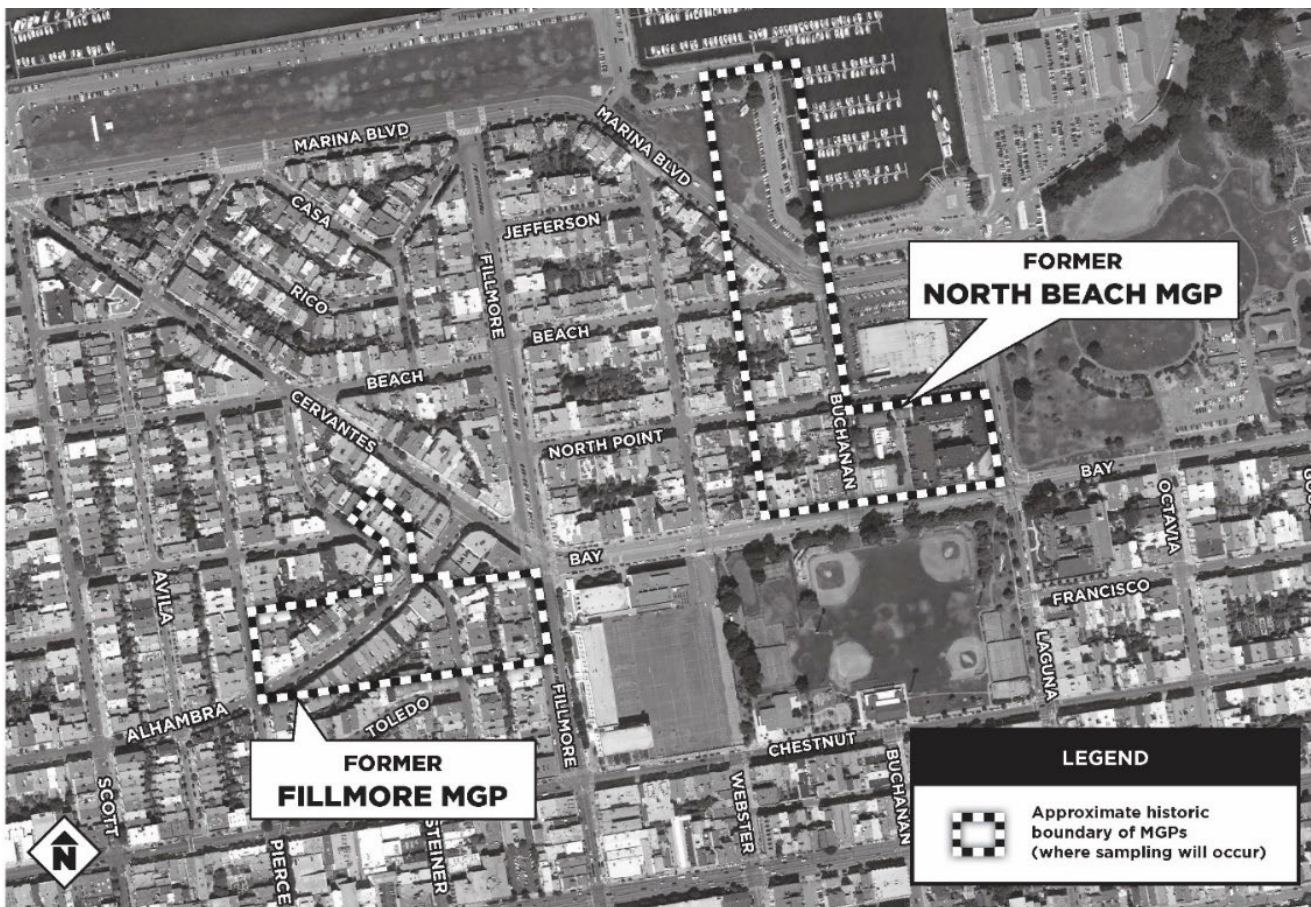 MARINA BLVD
MARINA BLVD
CASA
JEFFERSON
FILLMORE
RICO
FORMER
NORTH BEACH MGP
BEACH
BEACH
CERVANTES
BUCHANAN
NORTH POINT
BAY
OCTAVIA
BAY
AVILA
FRANCISCO
LAGUNA
ALHAMBRA
TOLEDO
FILLMORE
FORMER
FILLMORE MGP
CHESTNUT
BUCHANAN
WEBSTER
SCOTT
PIERCE
STEINER
LEGEND
Approximate historic
boundary of MGPs
(where sampling will occur)
N